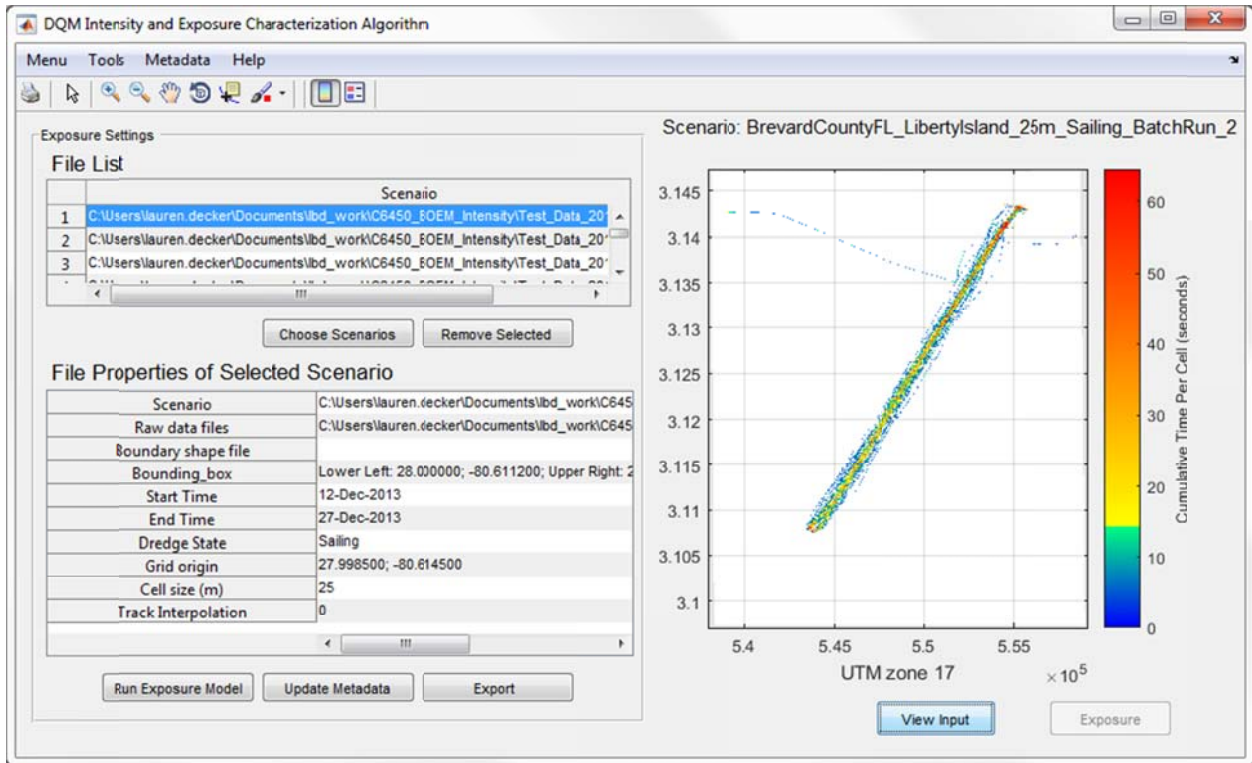 DQM Intensity and Exposure Characterization Algorithm
Menu Tools Metadata Help
Exposure Settings
File List
Scenario
1 C:\Users\lauren.decker\Documents\lbd_work\C6450_BOEM_Intensity\Test_Data_201
2 C:\Users\lauren.decker\Documents\lbd_work\C6450_BOEM_Intensity\Test_Data_201
3 C:\Users\lauren.decker\Documents\lbd_work\C6450_BOEM_Intensity\Test_Data_201
Choose Scenarios Remove Selected
File Properties of Selected Scenario
Scenario C:\Users\lauren.decker\Documents\lbd_work\C645
Raw data files C:\Users\lauren.decker\Documents\lbd_work\C645
Boundary shape file
Bounding_box Lower Left: 28.000000; -80.611200; Upper Right: 2
Start Time 12-Dec-2013
End Time 27-Dec-2013
Dredge State Sailing
Grid origin 27.998500; -80.614500
Cell size (m) 25
Track Interpolation 0
Run Exposure Model Update Metadata Export
Scenario: BrevardCountyFL_LibertyIsland_25m_Sailing_BatchRun_2
3.145
3.14
3.135
3.13
3.125
3.12
3.115
3.11
3.105
3.1
5.4 5.45 5.5 5.55
UTM zone 17
×10⁵
60
50
40
30
20
10
0
Cumulative Time Per Cell (seconds)
View Input Exposure